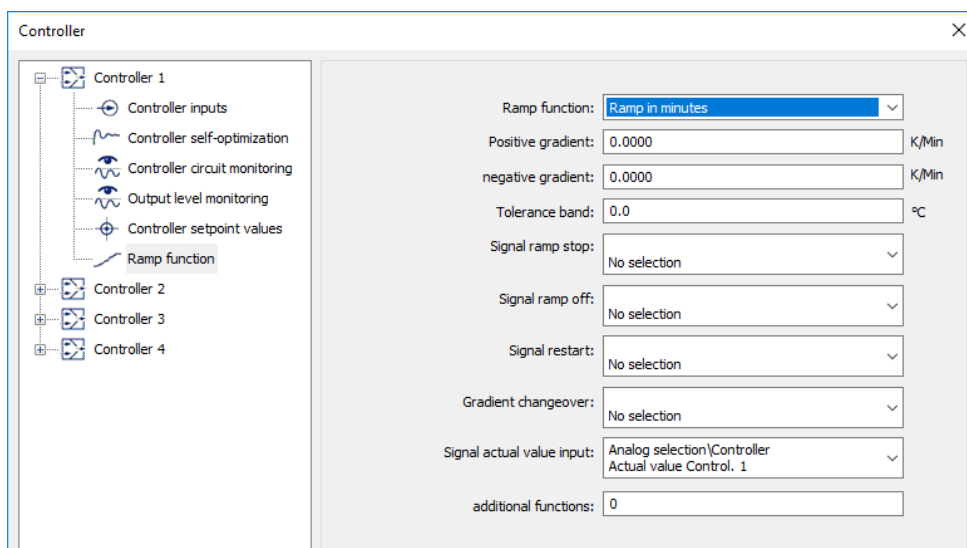 Controller
Controller 1
Controller inputs
Controller self-optimization
Controller circuit monitoring
Output level monitoring
Controller setpoint values
Ramp function
Controller 2
Controller 3
Controller 4
Ramp function: Ramp in minutes
Positive gradient: 0.0000 K/Min
negative gradient: 0.0000 K/Min
Tolerance band: 0.0 °C
Signal ramp stop:
No selection
Signal ramp off:
No selection
Signal restart:
No selection
Gradient changeover:
No selection
Signal actual value input: Analog selection\Controller
Actual value Control. 1
additional functions: 0